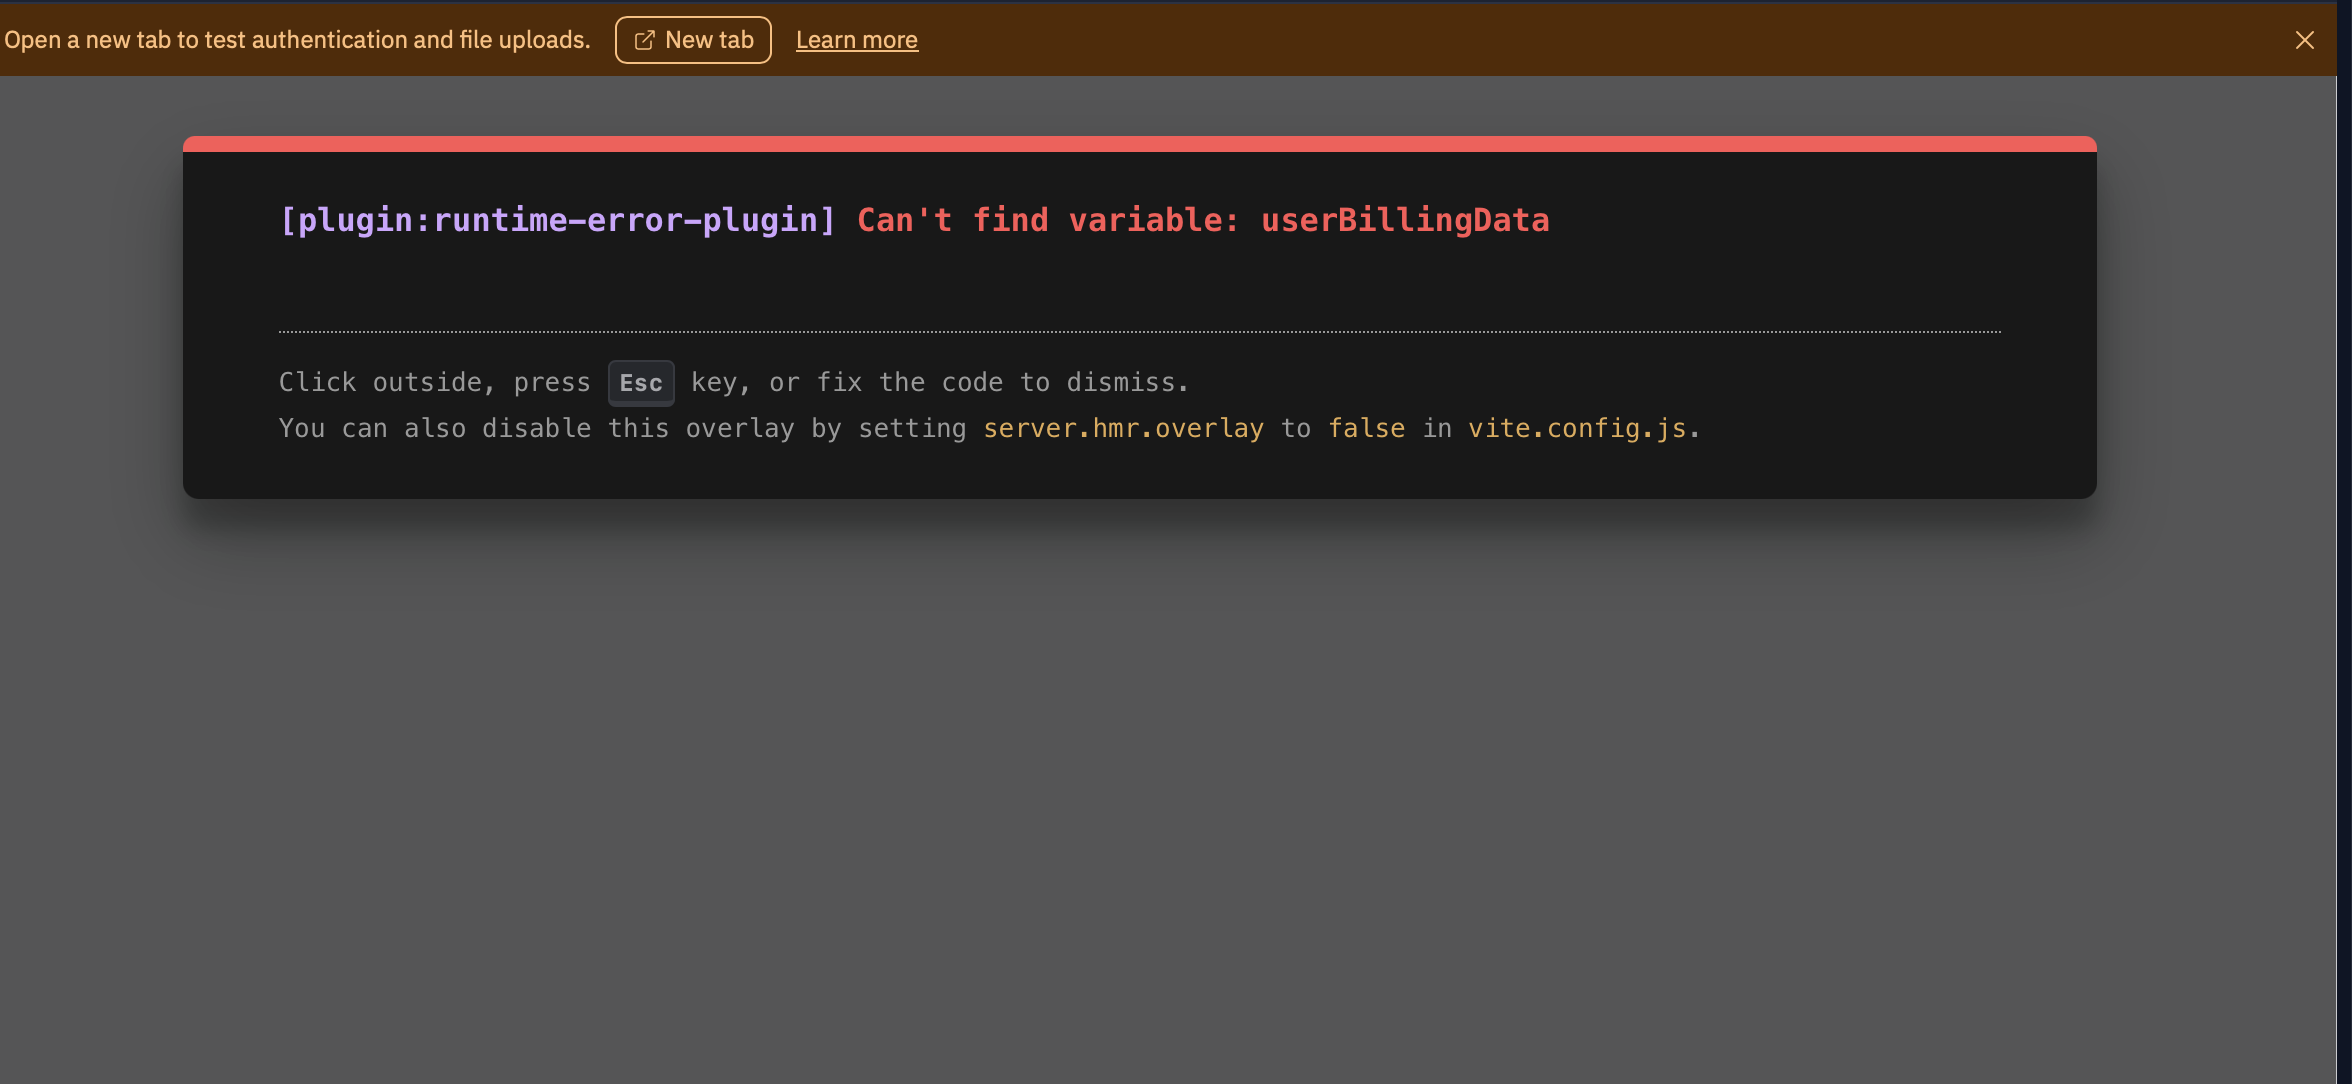 Open a new tab to test authentication and file uploads. New tab Learn more
[plugin:runtime-error-plugin] Can't find variable: userBillingData
Click outside, press Esc key, or fix the code to dismiss.
You can also disable this overlay by setting server.hmr.overlay to false in vite.config.js.